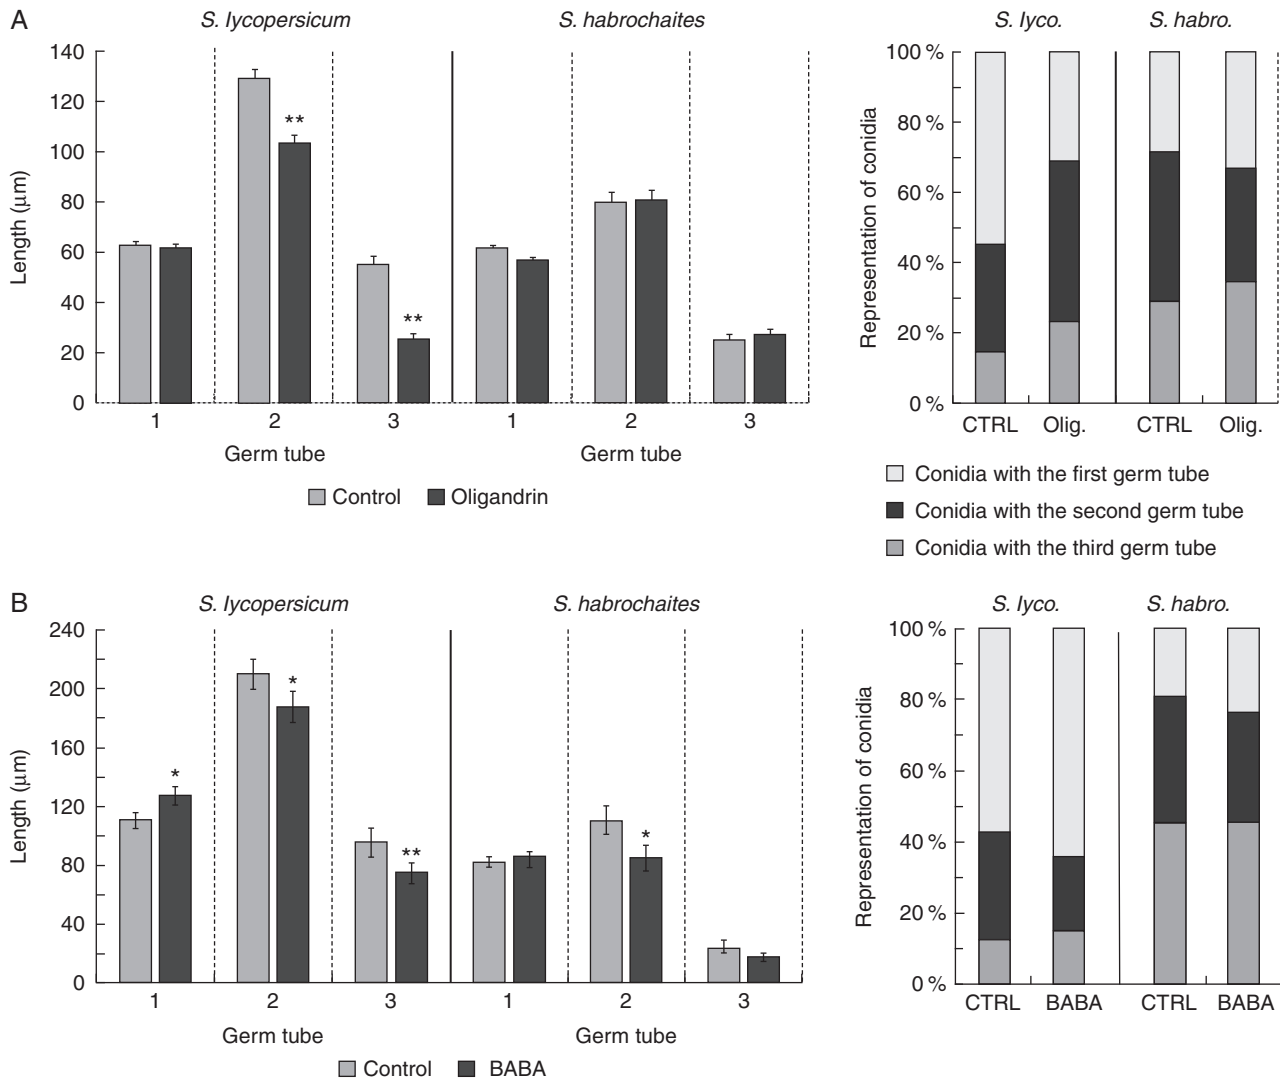 A
S. lycopersicum
S. habrochaites
S. lyco.
S. habro.
Length (µm)
140
120
100
80
60
40
20
0
**
**
1
2
3
1
2
3
Germ tube
Germ tube
Control
Oligandrin
Representation of conidia
100 %
80 %
60 %
40 %
20 %
0 %
CTRL
Olig.
CTRL
Olig.
Conidia with the first germ tube
Conidia with the second germ tube
Conidia with the third germ tube
B
S. lycopersicum
S. habrochaites
S. lyco.
S. habro.
Length (µm)
240
200
160
120
80
40
0
*
*
**
*
1
2
3
1
2
3
Germ tube
Germ tube
Control
BABA
Representation of conidia
100 %
80 %
60 %
40 %
20 %
0 %
CTRL
BABA
CTRL
BABA